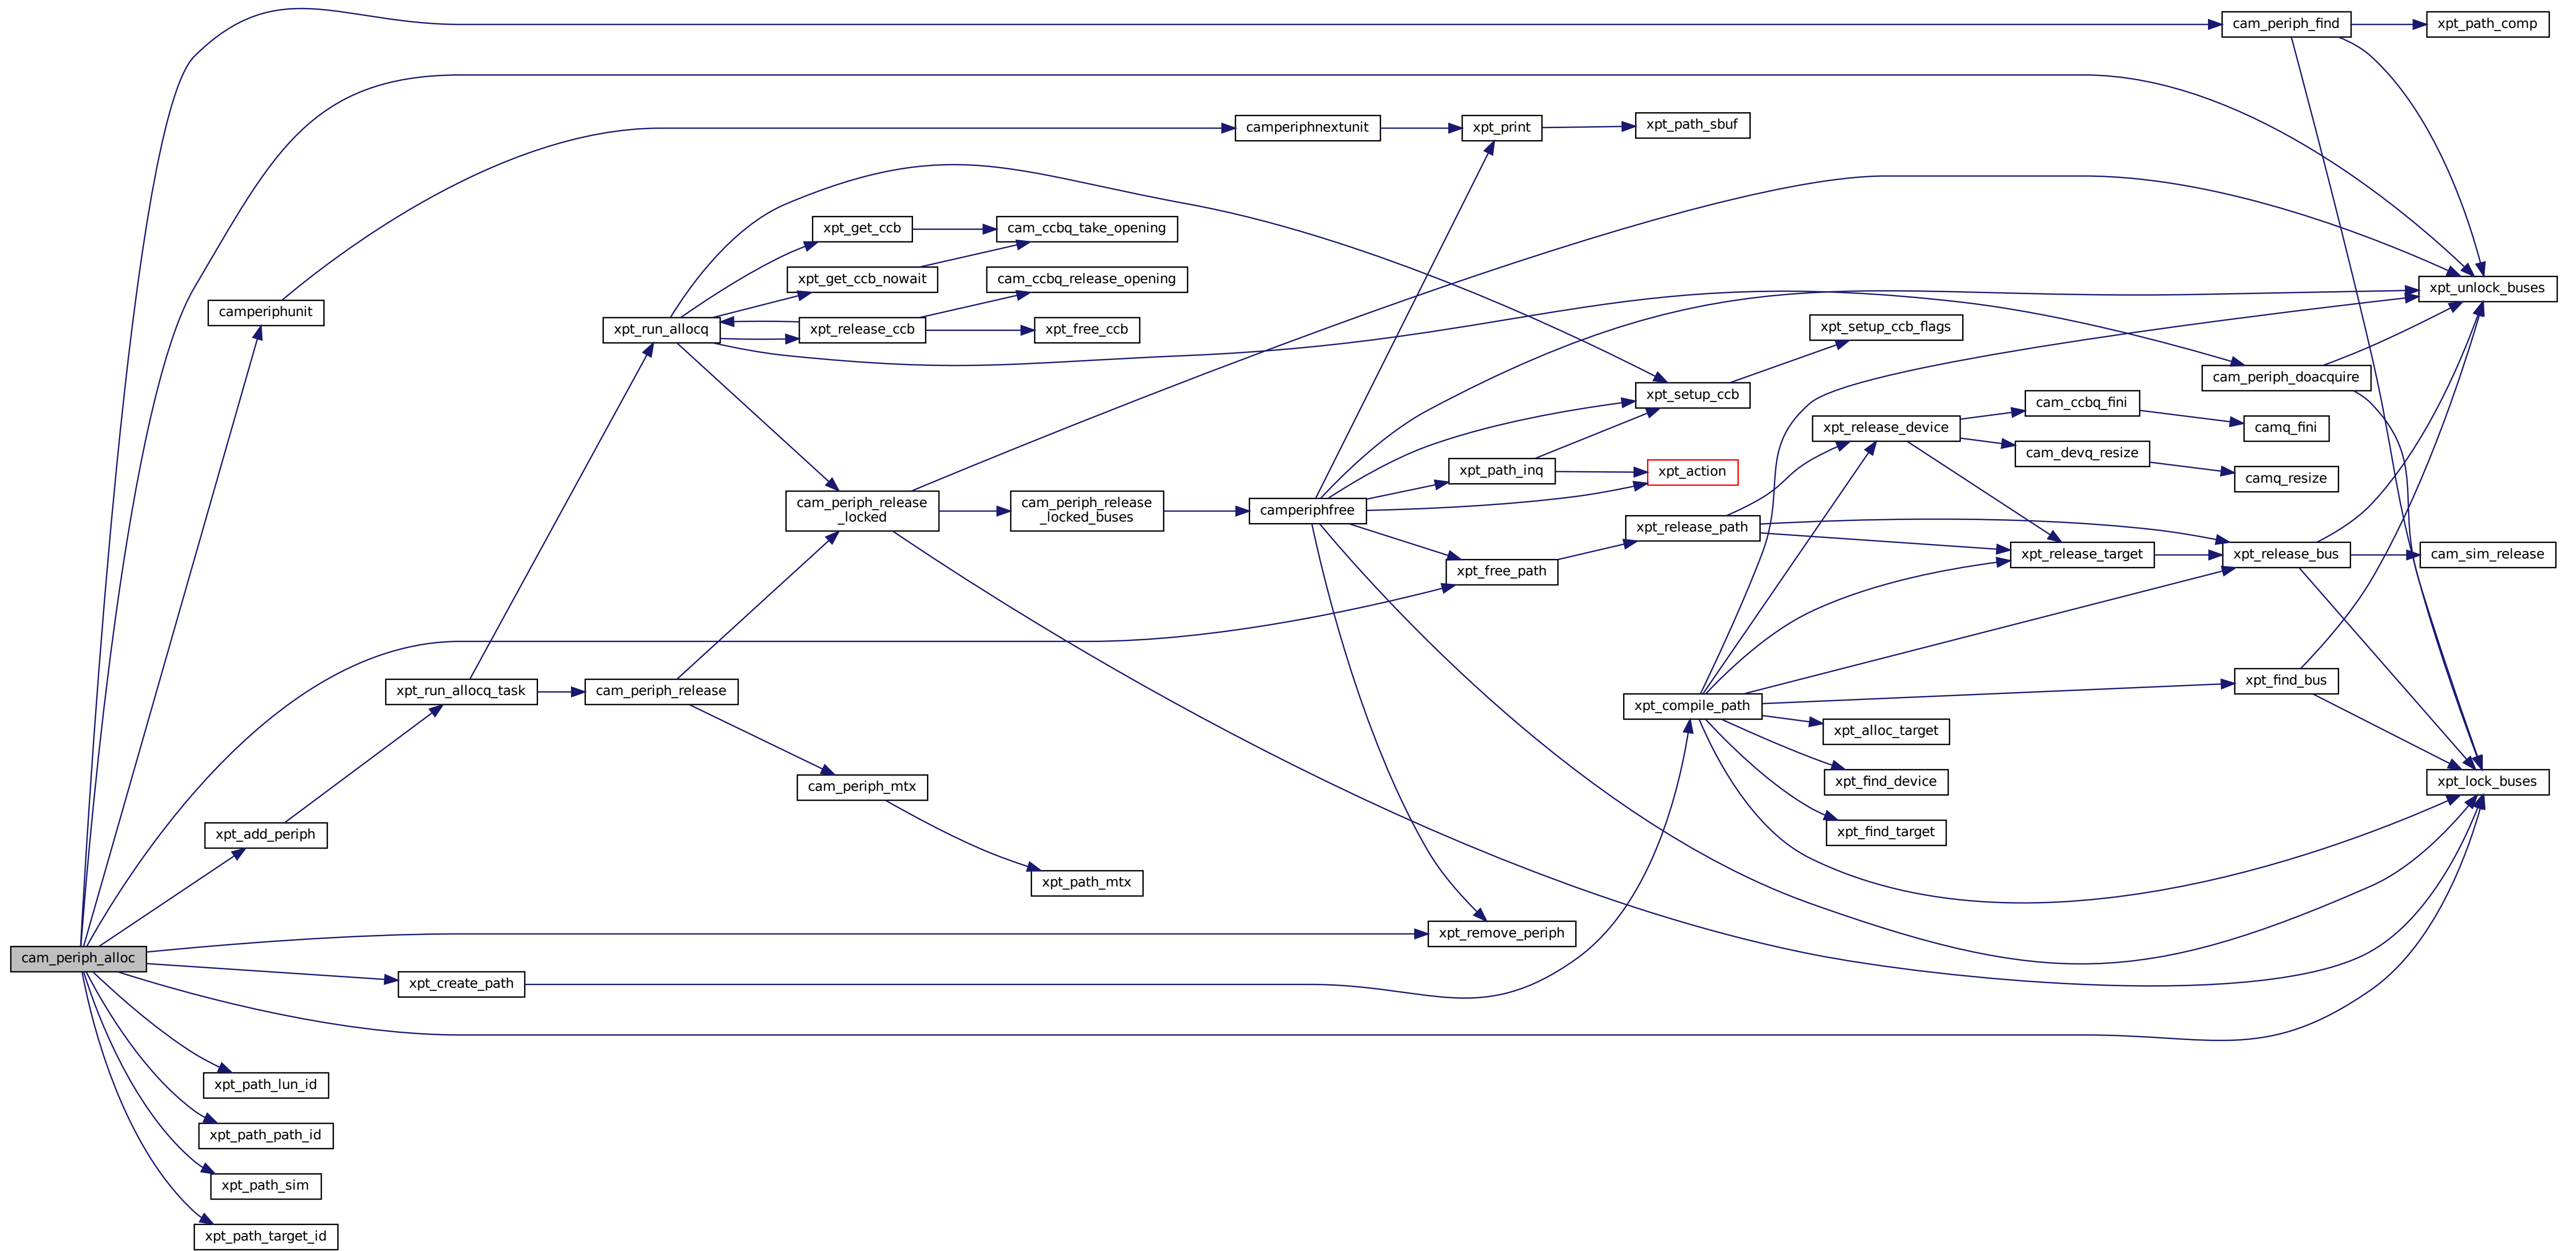 cam_periph_find
xpt_path_comp
camperiphnextunit
xpt_print
xpt_path_sbuf
xpt_get_ccb
cam_ccbq_take_opening
xpt_get_ccb_nowait
cam_ccbq_release_opening
xpt_unlock_buses
camperiphunit
xpt_run_allocq
xpt_release_ccb
xpt_free_ccb
xpt_setup_ccb_flags
cam_periph_doacquire
xpt_setup_ccb
cam_ccbq_fini
xpt_release_device
camq_fini
cam_devq_resize
xpt_path_inq
xpt_action
camq_resize
cam_periph_release
_locked
cam_periph_release
_locked_buses
camperiphfree
xpt_release_path
xpt_release_target
xpt_release_bus
cam_sim_release
xpt_free_path
xpt_find_bus
xpt_run_allocq_task
cam_periph_release
xpt_compile_path
xpt_alloc_target
xpt_find_device
xpt_lock_buses
cam_periph_mtx
xpt_add_periph
xpt_find_target
xpt_path_mtx
xpt_remove_periph
cam_periph_alloc
xpt_create_path
xpt_path_lun_id
xpt_path_path_id
xpt_path_sim
xpt_path_target_id